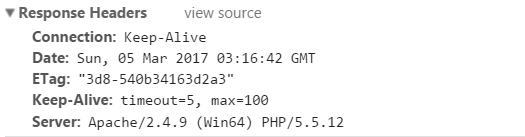 Response Headers view source
Connection: Keep-Alive
Date: Sun, 05 Mar 2017 03:16:42 GMT
ETag: "3d8-540b34163d2a3"
Keep-Alive: timeout=5, max=100
Server: Apache/2.4.9 (Win64) PHP/5.5.12